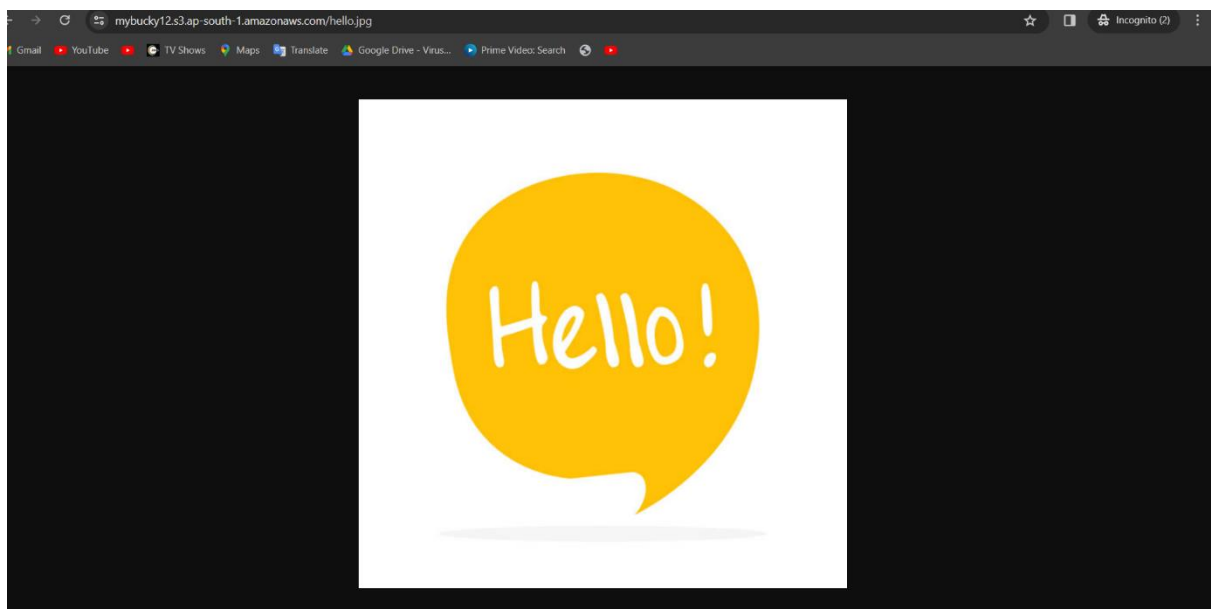 mybucky12.s3.ap-south-1.amazonaws.com/hello.jpg
Incognito (2)
Gmail YouTube TV Shows Maps Translate Google Drive - Virus... Prime Video: Search
Hello!